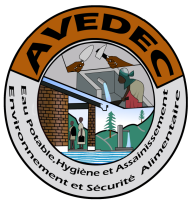 AVEDEC
Eau Potable,Hygiène et Assainissement
Environnement et Sécurité Alimentaire